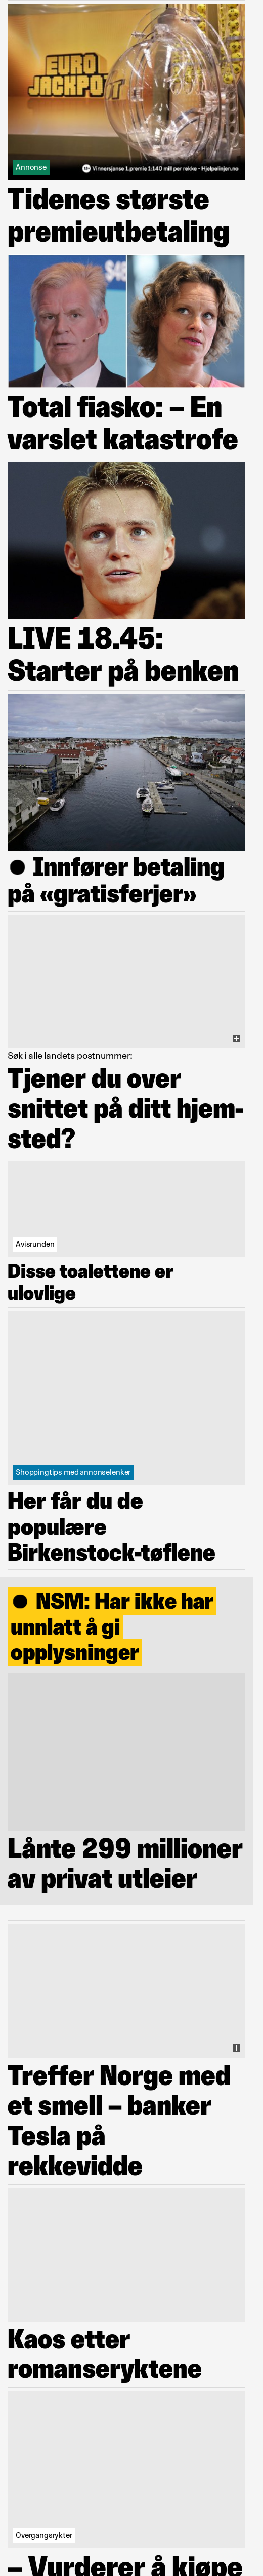 EURO
JACKPOT
Annonse
Vinnersjanse 1.premie 1:140 mill per rekke - Hjelpelinjen.no
Tidenes største
premieutbetaling
Total fiasko: – En
varslet katastrofe
LIVE 18.45:
Starter på benken
● Innfører betaling
på «gratisferjer»
Søk i alle landets postnummer:
Tjener du over
snittet på ditt hjem-
sted?
Avisrunden
Disse toalettene er
ulovlige
Shoppingtips med annonselenker
Her får du de
populære
Birkenstock-tøflene
● NSM: Har ikke har
unnlatt å gi
opplysninger
Lånte 299 millioner
av privat utleier
Treffer Norge med
et smell – banker
Tesla på
rekkevidde
Kaos etter
romanseryktene
Overgangsrykter
– Vurderer å kjøpe